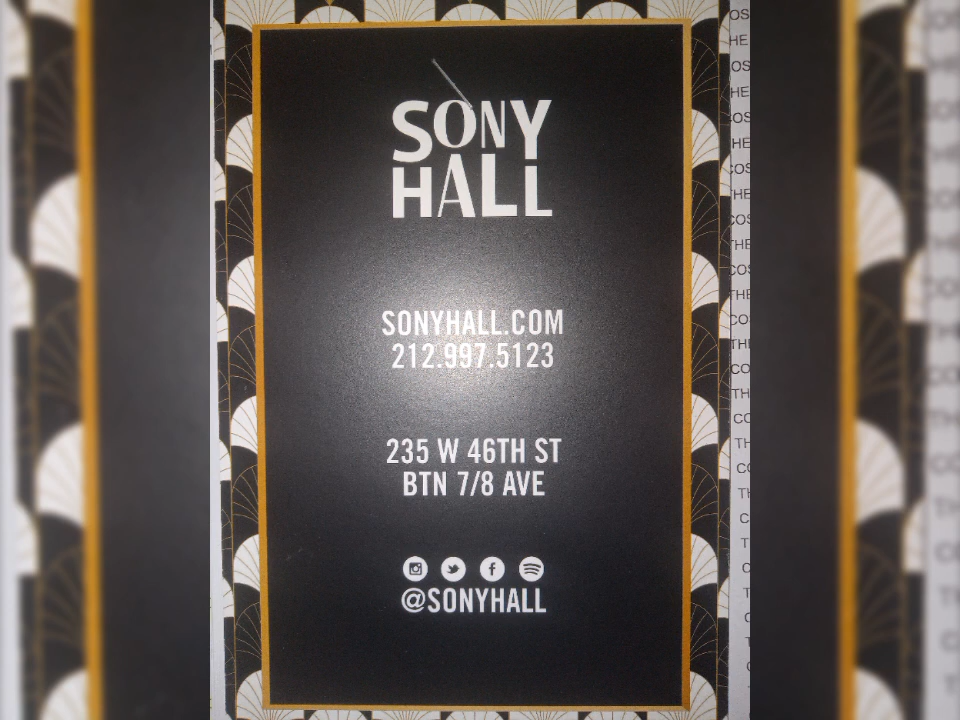 SONY
HALL
SONYHALL.COM
212.997.5123
235 W 46TH ST
BTN 7/8 AVE
@SONYHALL